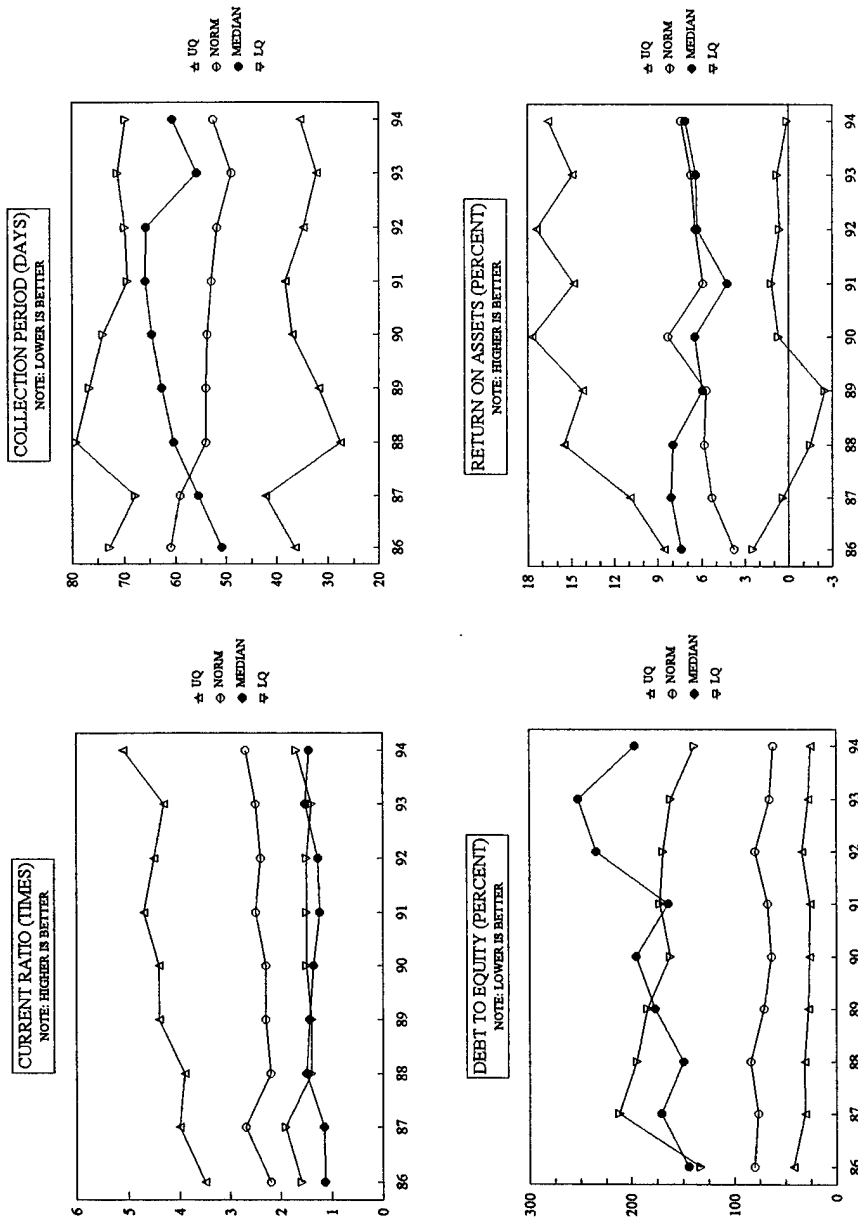 CURRENT RATIO (TIMES)
NOTE: HIGHER IS BETTER
6
5
4
3
2
1
0
86 87 88 89 90 91 92 93 94
UQ
NORM
MEDIAN
LQ
COLLECTION PERIOD (DAYS)
NOTE: LOWER IS BETTER
80
70
60
50
40
30
20
86 87 88 89 90 91 92 93 94
UQ
NORM
MEDIAN
LQ
DEBT TO EQUITY (PERCENT)
NOTE: LOWER IS BETTER
300
200
100
0
86 87 88 89 90 91 92 93 94
UQ
NORM
MEDIAN
LQ
RETURN ON ASSETS (PERCENT)
NOTE: HIGHER IS BETTER
18
15
12
9
6
3
0
-3
86 87 88 89 90 91 92 93 94
UQ
NORM
MEDIAN
LQ